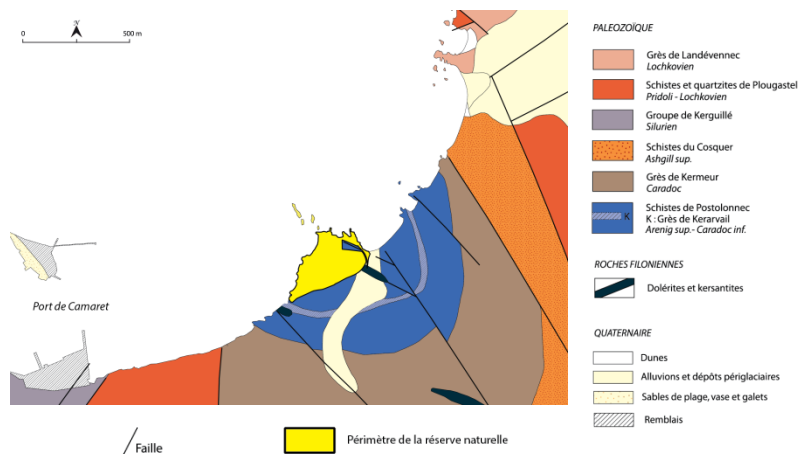 N
0
500 m
Port de Camaret
Faille
Périmètre de la réserve naturelle
PALEOZOÏQUE
Grès de Landévennec
Lochkovien
Schistes et quartzites de Plougastel
Pridoli - Lochkovien
Groupe de Kerguillé
Silurien
Schistes du Cosquer
Ashgill sup.
Grès de Kermeur
Caradoc
Schistes de Postolonnec
K
K : Grès de Kerarvail
Arenig sup.- Caradoc inf.
ROCHES FILONIENNES
Dolérites et kersantites
QUATERNAIRE
Dunes
Alluvions et dépôts périglaciaires
Sables de plage, vase et galets
Remblais